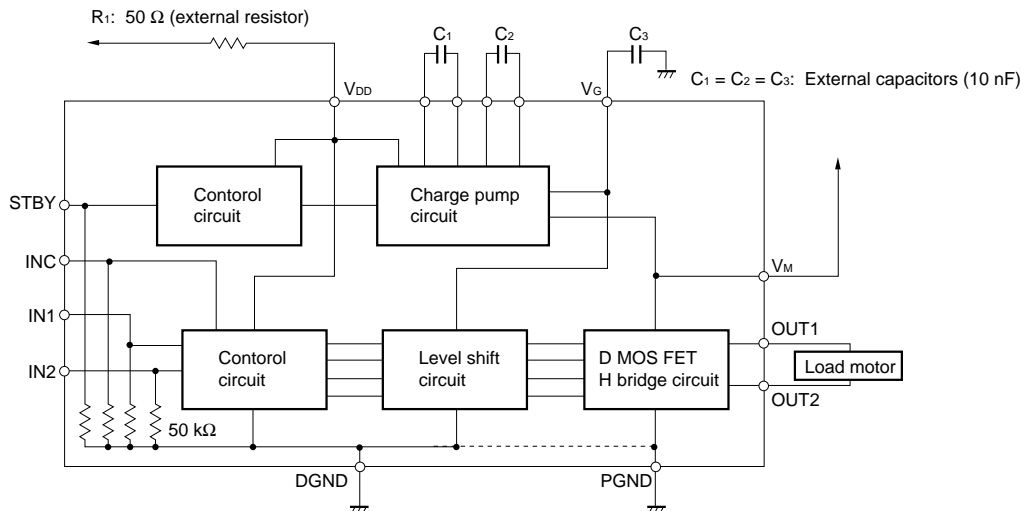 R1: 50 Ω (external resistor)
C1
C2
C3
VDD
VG
C1 = C2 = C3: External capacitors (10 nF)
Contorol
circuit
Charge pump
circuit
STBY
INC
VM
IN1
OUT1
Contorol
circuit
Level shift
circuit
D MOS FET
H bridge circuit
Load motor
IN2
OUT2
50 kΩ
DGND
PGND